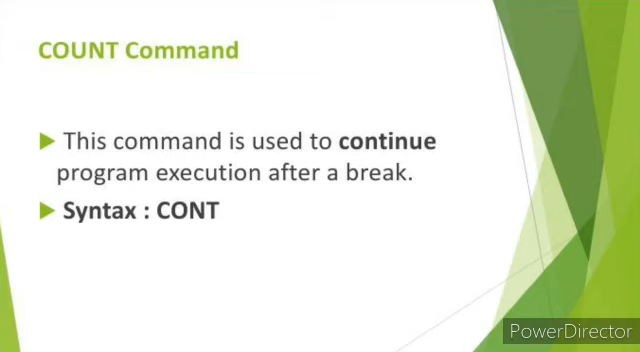 COUNT Command
This command is used to continue
program execution after a break.
Syntax : CONT
PowerDirector